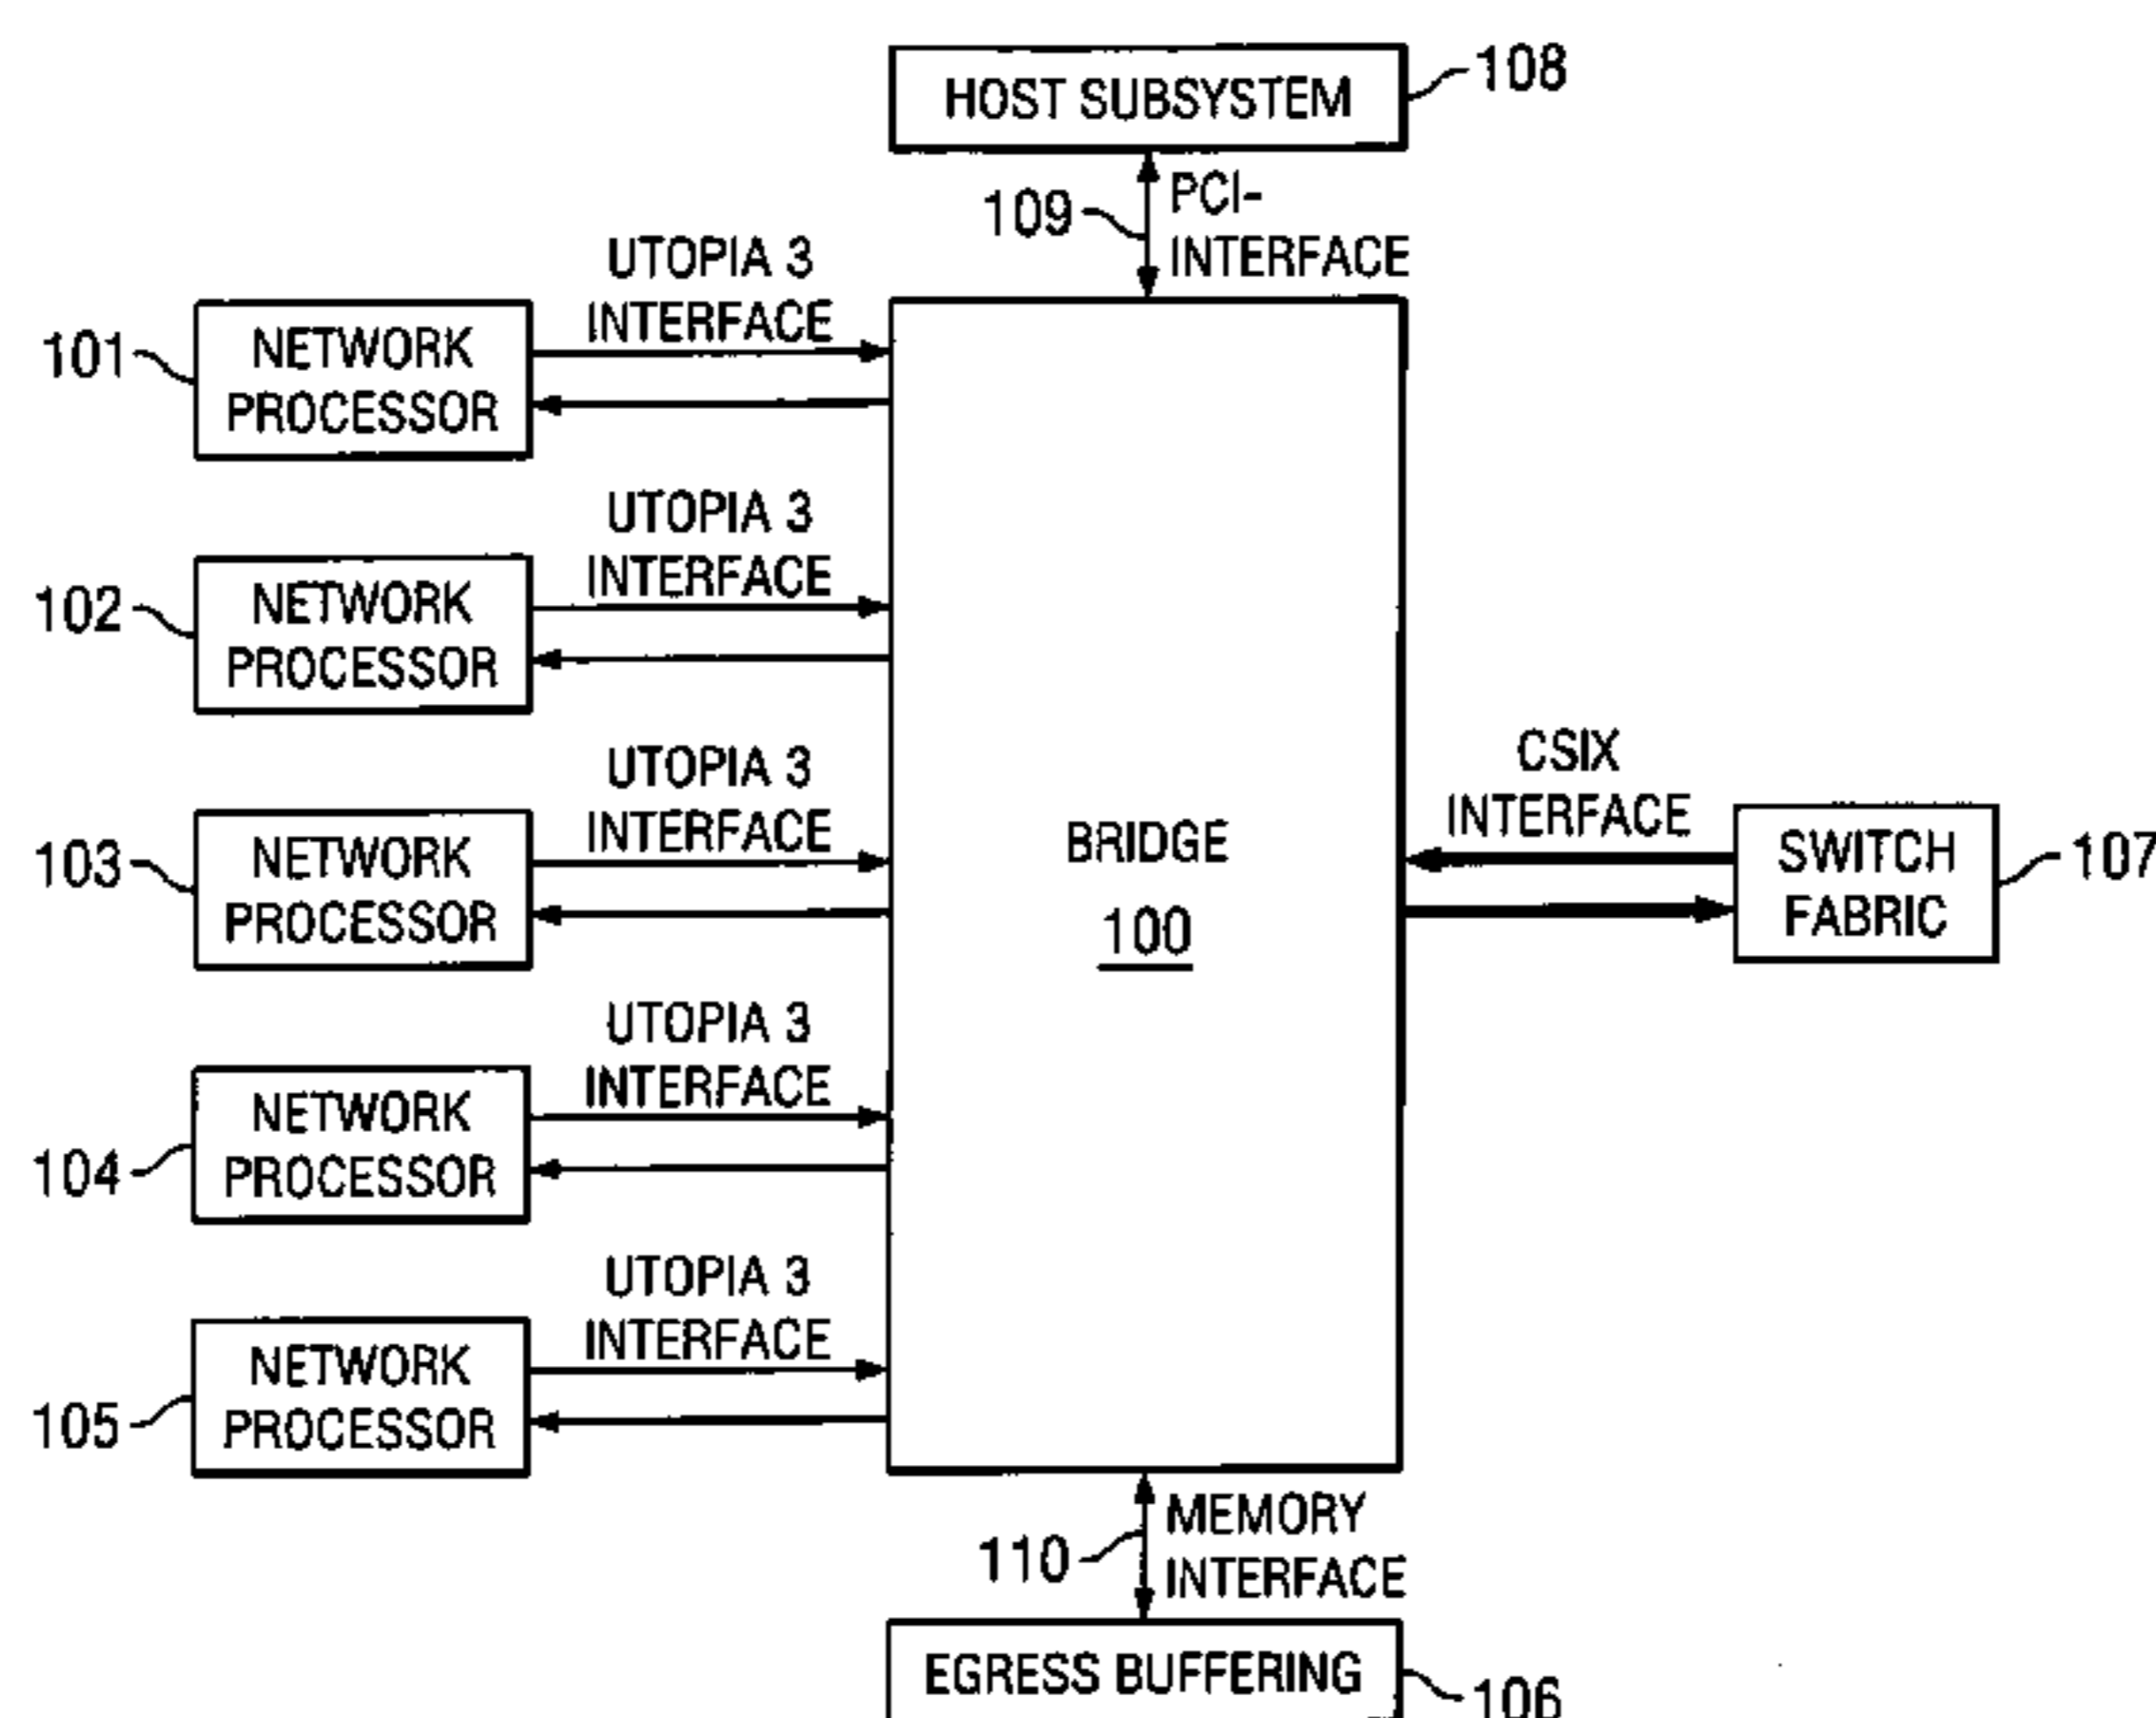 HOST SUBSYSTEM
108
109
PCI-
INTERFACE
UTOPIA 3
INTERFACE
101
NETWORK
PROCESSOR
UTOPIA 3
INTERFACE
102
NETWORK
PROCESSOR
UTOPIA 3
INTERFACE
103
NETWORK
PROCESSOR
BRIDGE
100
CSIX
INTERFACE
SWITCH
FABRIC
107
UTOPIA 3
INTERFACE
104
NETWORK
PROCESSOR
UTOPIA 3
INTERFACE
105
NETWORK
PROCESSOR
110
MEMORY
INTERFACE
EGRESS BUFFERING
106